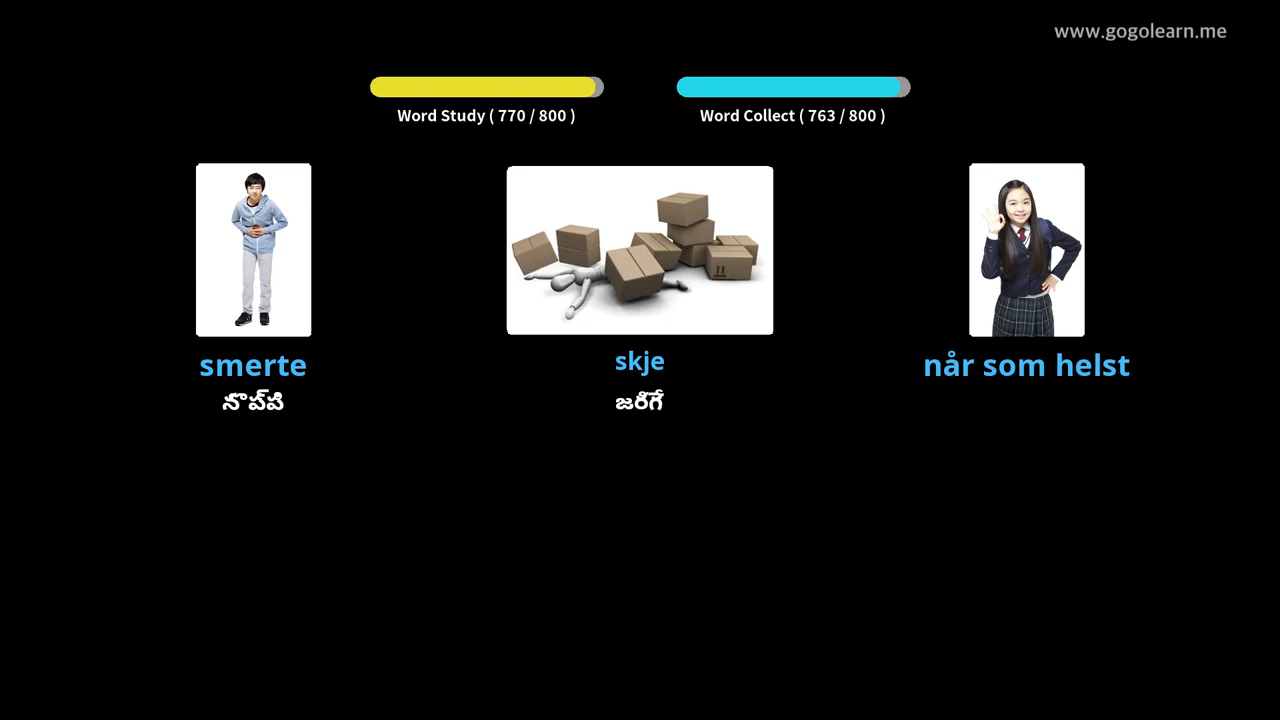 www.gogolearn.me
Word Study ( 770 / 800 )
Word Collect ( 763 / 800 )
smerte
నొప్పి
skje
జరిగే
når som helst